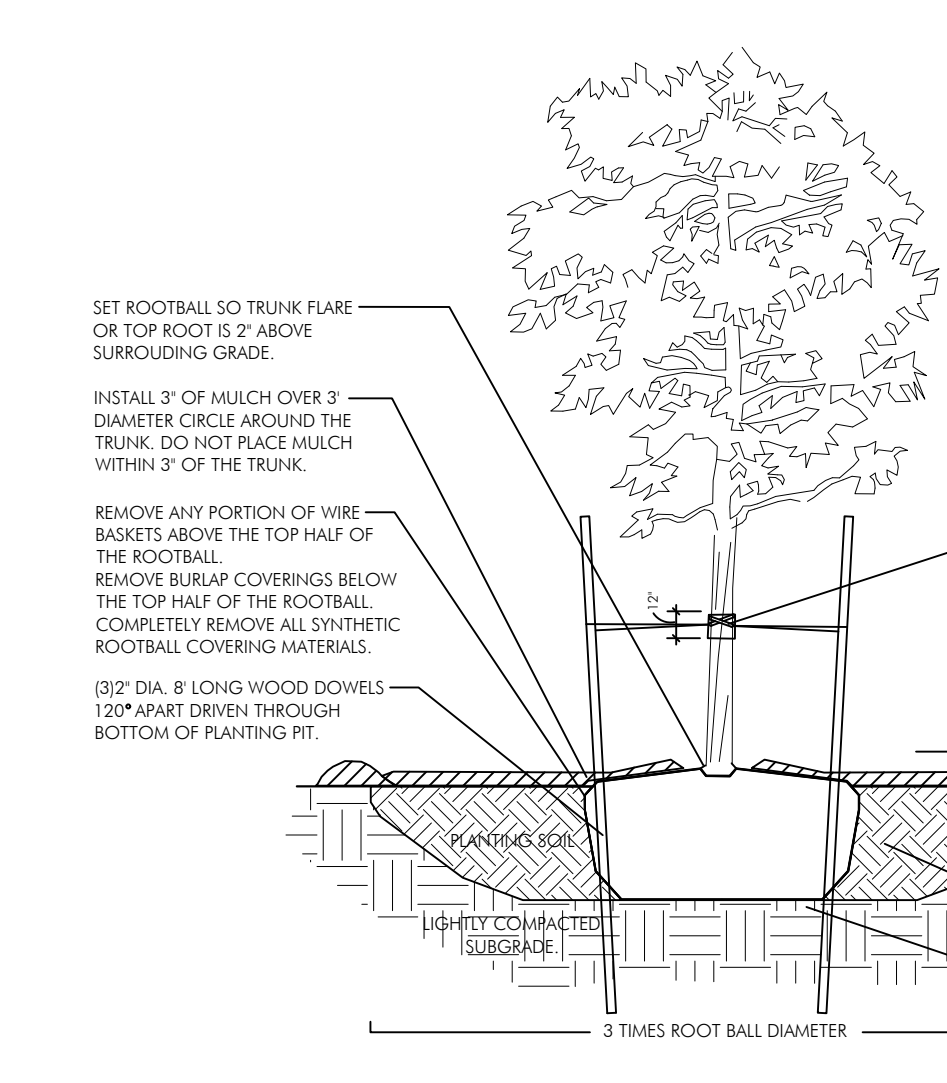 SET ROOTBALL SO TRUNK FLARE
OR TOP ROOT IS 2" ABOVE
SURROUDING GRADE.
INSTALL 3" OF MULCH OVER 3'
DIAMETER CIRCLE AROUND THE
TRUNK. DO NOT PLACE MULCH
WITHIN 3" OF THE TRUNK.
REMOVE ANY PORTION OF WIRE
BASKETS ABOVE THE TOP HALF OF
THE ROOTBALL.
REMOVE BURLAP COVERINGS BELOW
THE TOP HALF OF THE ROOTBALL.
COMPLETELY REMOVE ALL SYNTHETIC
ROOTBALL COVERING MATERIALS.
(3)2" DIA. 8' LONG WOOD DOWELS
120° APART DRIVEN THROUGH
BOTTOM OF PLANTING PIT.
12"
PLANTING SOIL
LIGHTLY COMPACTED
SUBGRADE.
3 TIMES ROOT BALL DIAMETER